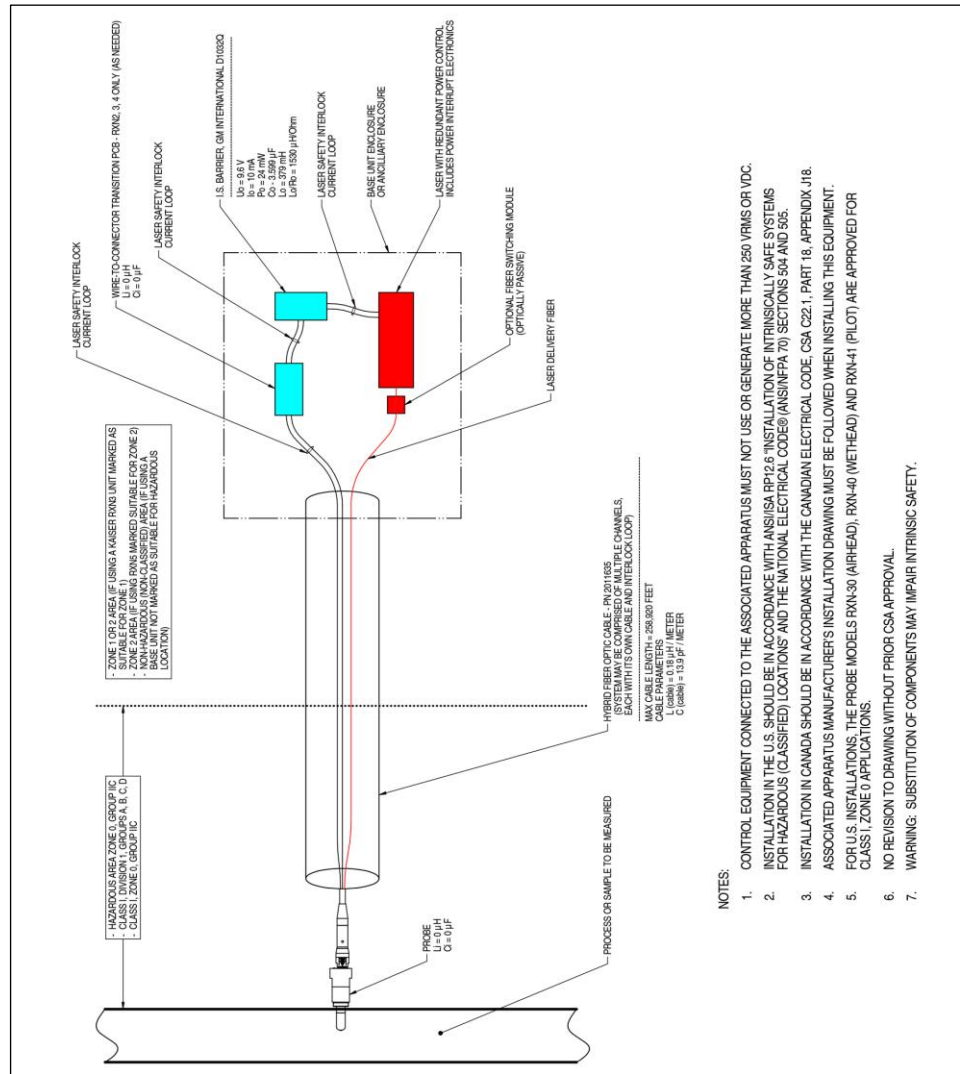 - HAZARDOUS AREA ZONE 0, GROUP IIC
- CLASS I, DIVISION 1, GROUPS A, B, C, D
- CLASS I, ZONE 0, GROUP IIC
- ZONE 1 OR 2 AREA (IF USING A KAISER RXN3 UNIT MARKED AS
SUITABLE FOR ZONE 1)
- ZONE 2 AREA (IF USING RXN5 MARKED SUITABLE FOR ZONE 2)
- NON-HAZARDOUS (NON-CLASSIFIED) AREA (IF USING A
BASE UNIT NOT MARKED AS SUITABLE FOR HAZARDOUS
LOCATION)
LASER SAFETY INTERLOCK
CURRENT LOOP
WIRE-TO-CONNECTOR TRANSITION PCB - RXN2, 3, 4 ONLY (AS NEEDED)
Li = 0 µH
Ci = 0 µF
LASER SAFETY INTERLOCK
CURRENT LOOP
I.S. BARRIER, GM INTERNATIONAL D1032Q
Uo = 9.6 V
Io = 10 mA
Po = 24 mW
Co - 3.599 µF
Lo = 379 mH
Lo/Ro = 1530 µH/Ohm
LASER SAFETY INTERLOCK
CURRENT LOOP
BASE UNIT ENCLOSURE
OR ANCILLIARY ENCLOSURE
LASER WITH REDUNDANT POWER CONTROL
INCLUDES POWER INTERRUPT ELECTRONICS
OPTIONAL FIBER SWITCHING MODULE
(OPTICALLY PASSIVE)
LASER DELIVERY FIBER
PROBE
Li = 0 µH
Ci = 0 µF
HYBRID FIBER OPTIC CABLE - PN 2011635
(SYSTEM MAY BE COMPRISED OF MULTIPLE CHANNELS,
EACH WITH ITS OWN CABLE AND INTERLOCK LOOP)
MAX CABLE LENGTH = 258,920 FEET
CABLE PARAMETERS
L (cable) = 0.18 µH / METER
C (cable) = 13.9 pF / METER
PROCESS OR SAMPLE TO BE MEASURED
NOTES:
1. CONTROL EQUIPMENT CONNECTED TO THE ASSOCIATED APPARATUS MUST NOT USE OR GENERATE MORE THAN 250 VRMS OR VDC.
2. INSTALLATION IN THE U.S. SHOULD BE IN ACCORDANCE WITH ANSI/ISA RP12.6 "INSTALLATION OF INTRINSICALLY SAFE SYSTEMS
FOR HAZARDOUS (CLASSIFIED) LOCATIONS" AND THE NATIONAL ELECTRICAL CODE® (ANSI/NFPA 70) SECTIONS 504 AND 505.
3. INSTALLATION IN CANADA SHOULD BE IN ACCORDANCE WITH THE CANADIAN ELECTRICAL CODE, CSA C22.1, PART 18, APPENDIX J18.
4. ASSOCIATED APPARATUS MANUFACTURER'S INSTALLATION DRAWING MUST BE FOLLOWED WHEN INSTALLING THIS EQUIPMENT.
5. FOR U.S. INSTALLATIONS, THE PROBE MODELS RXN-30 (AIRHEAD), RXN-40 (WETHEAD) AND RXN-41 (PILOT) ARE APPROVED FOR
CLASS I, ZONE 0 APPLICATIONS.
6. NO REVISION TO DRAWING WITHOUT PRIOR CSA APPROVAL.
7. WARNING: SUBSTITUTION OF COMPONENTS MAY IMPAIR INTRINSIC SAFETY.